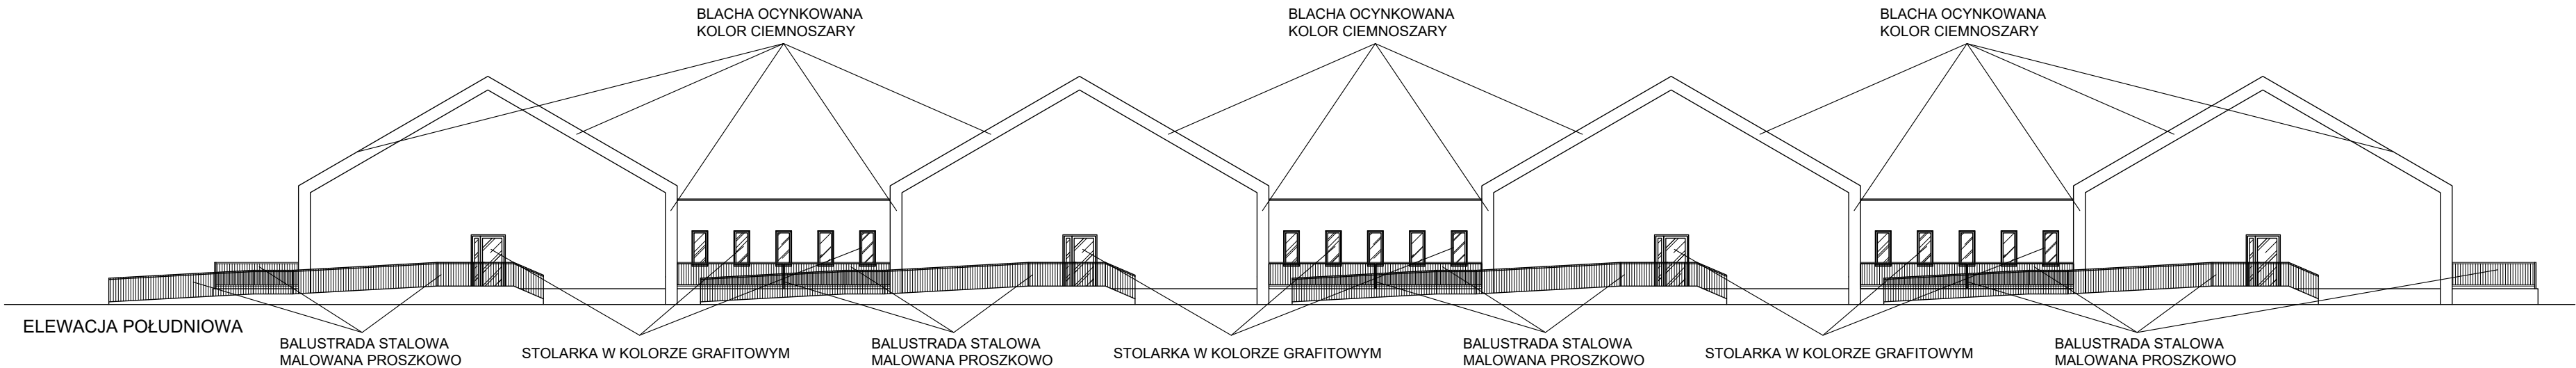 BLACHA OCYNKOWANA
KOLOR CIEMNOSZARY
BLACHA OCYNKOWANA
KOLOR CIEMNOSZARY
BLACHA OCYNKOWANA
KOLOR CIEMNOSZARY
ELEWACJA POŁUDNIOWA
BALUSTRADA STALOWA
MALOWANA PROSZKOWO
STOLARKA W KOLORZE GRAFITOWYM
BALUSTRADA STALOWA
MALOWANA PROSZKOWO
STOLARKA W KOLORZE GRAFITOWYM
BALUSTRADA STALOWA
MALOWANA PROSZKOWO
STOLARKA W KOLORZE GRAFITOWYM
BALUSTRADA STALOWA
MALOWANA PROSZKOWO